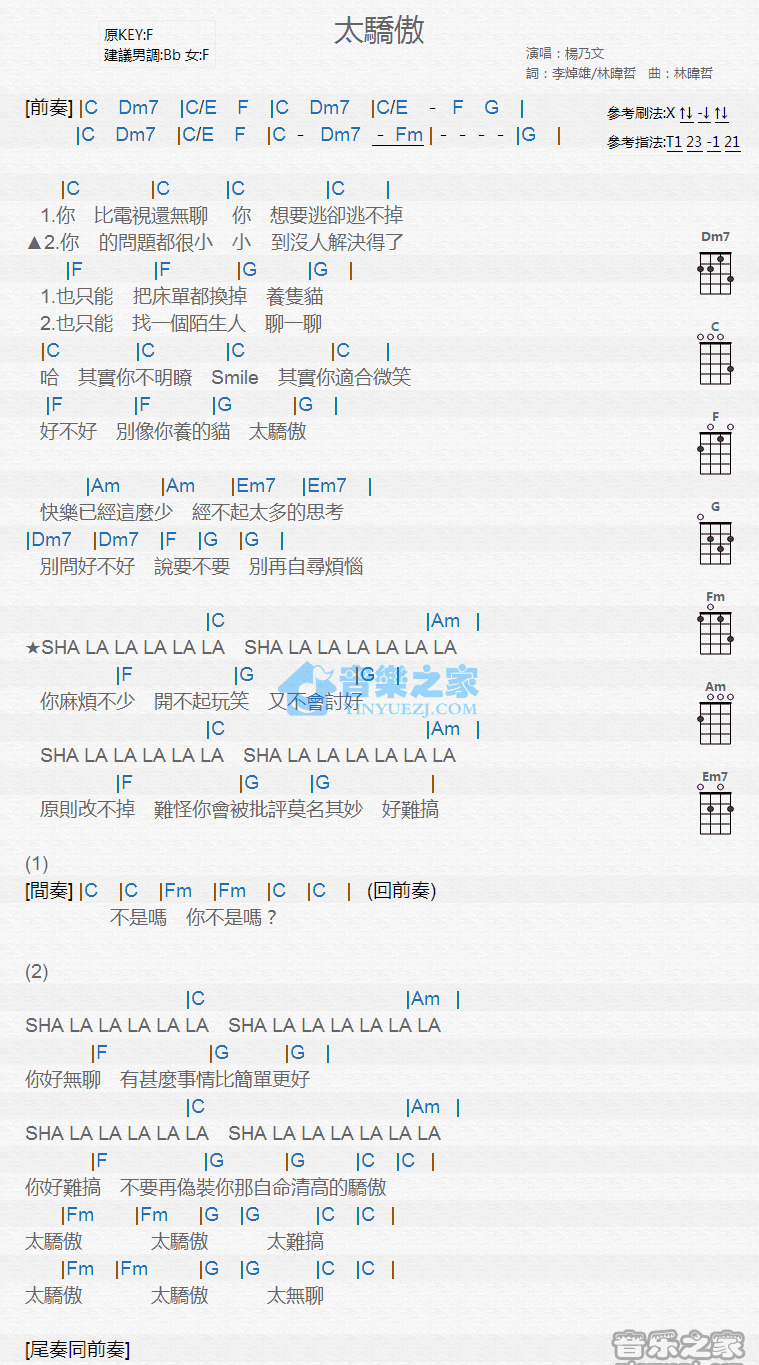 太驕傲
原KEY:F
建議男調:Bb 女:F
演唱：楊乃文
詞：李焯雄/林暐哲 曲：林暐哲
[前奏] |C Dm7 |C/E F |C Dm7 |C/E - F G |
|C Dm7 |C/E F |C - Dm7 - Fm | - - - - |G |
參考刷法:X ↑↓ -↓ ↑↓
參考指法:T1 23 -1 21
|C |C |C |C |
1.你 比電視還無聊 你 想要逃卻逃不掉
▲2.你 的問題都很小 小 到沒人解決得了
|F |F |G |G |
1.也只能 把床單都換掉 養隻貓
2.也只能 找一個陌生人 聊一聊
|C |C |C |C |
哈 其實你不明瞭 Smile 其實你適合微笑
|F |F |G |G |
好不好 別像你養的貓 太驕傲
|Am |Am |Em7 |Em7 |
快樂已經這麼少 經不起太多的思考
|Dm7 |Dm7 |F |G |G |
別問好不好 說要不要 別再自尋煩惱
|C |Am |
★SHA LA LA LA LA LA SHA LA LA LA LA LA LA
|F |G |G |
你麻煩不少 開不起玩笑 又不會討好
|C |Am |
SHA LA LA LA LA LA SHA LA LA LA LA LA LA
|F |G |G |
原則改不掉 難怪你會被批評莫名其妙 好難搞
(1)
[間奏] |C |C |Fm |Fm |C |C | (回前奏)
不是嗎 你不是嗎？
(2)
|C |Am |
SHA LA LA LA LA LA SHA LA LA LA LA LA LA
|F |G |G |
你好無聊 有甚麼事情比簡單更好
|C |Am |
SHA LA LA LA LA LA SHA LA LA LA LA LA LA
|F |G |G |C |C |
你好難搞 不要再偽裝你那自命清高的驕傲
|Fm |Fm |G |G |C |C |
太驕傲 太驕傲 太難搞
|Fm |Fm |G |G |C |C |
太驕傲 太驕傲 太無聊
[尾奏同前奏]
Dm7
C
F
G
Fm
Am
Em7
音樂之家
YINYUEZJ.COM
音乐之家